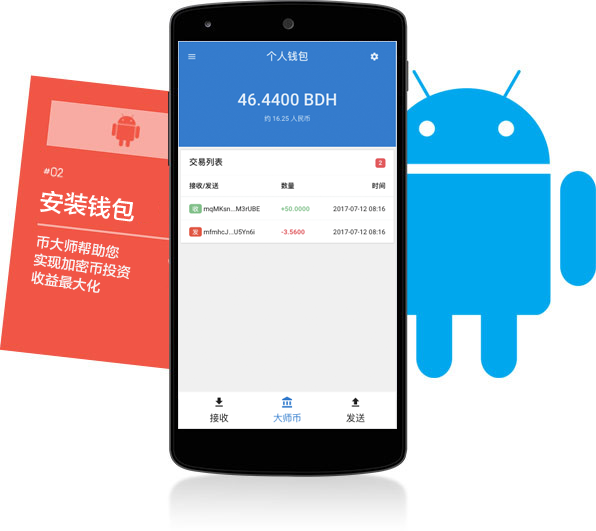 #02
安装钱包
币大师帮助您
实现加密币投资
收益最大化
个人钱包
46.4400 BDH
约 16.25 人民币
交易列表 2
接收/发送 数量 时间
收 mqMKsn...M3rUBE +50.0000 2017-07-12 08:16
发 mfmhcJ...U5Yn6i -3.5600 2017-07-12 08:16
接收 大师币 发送